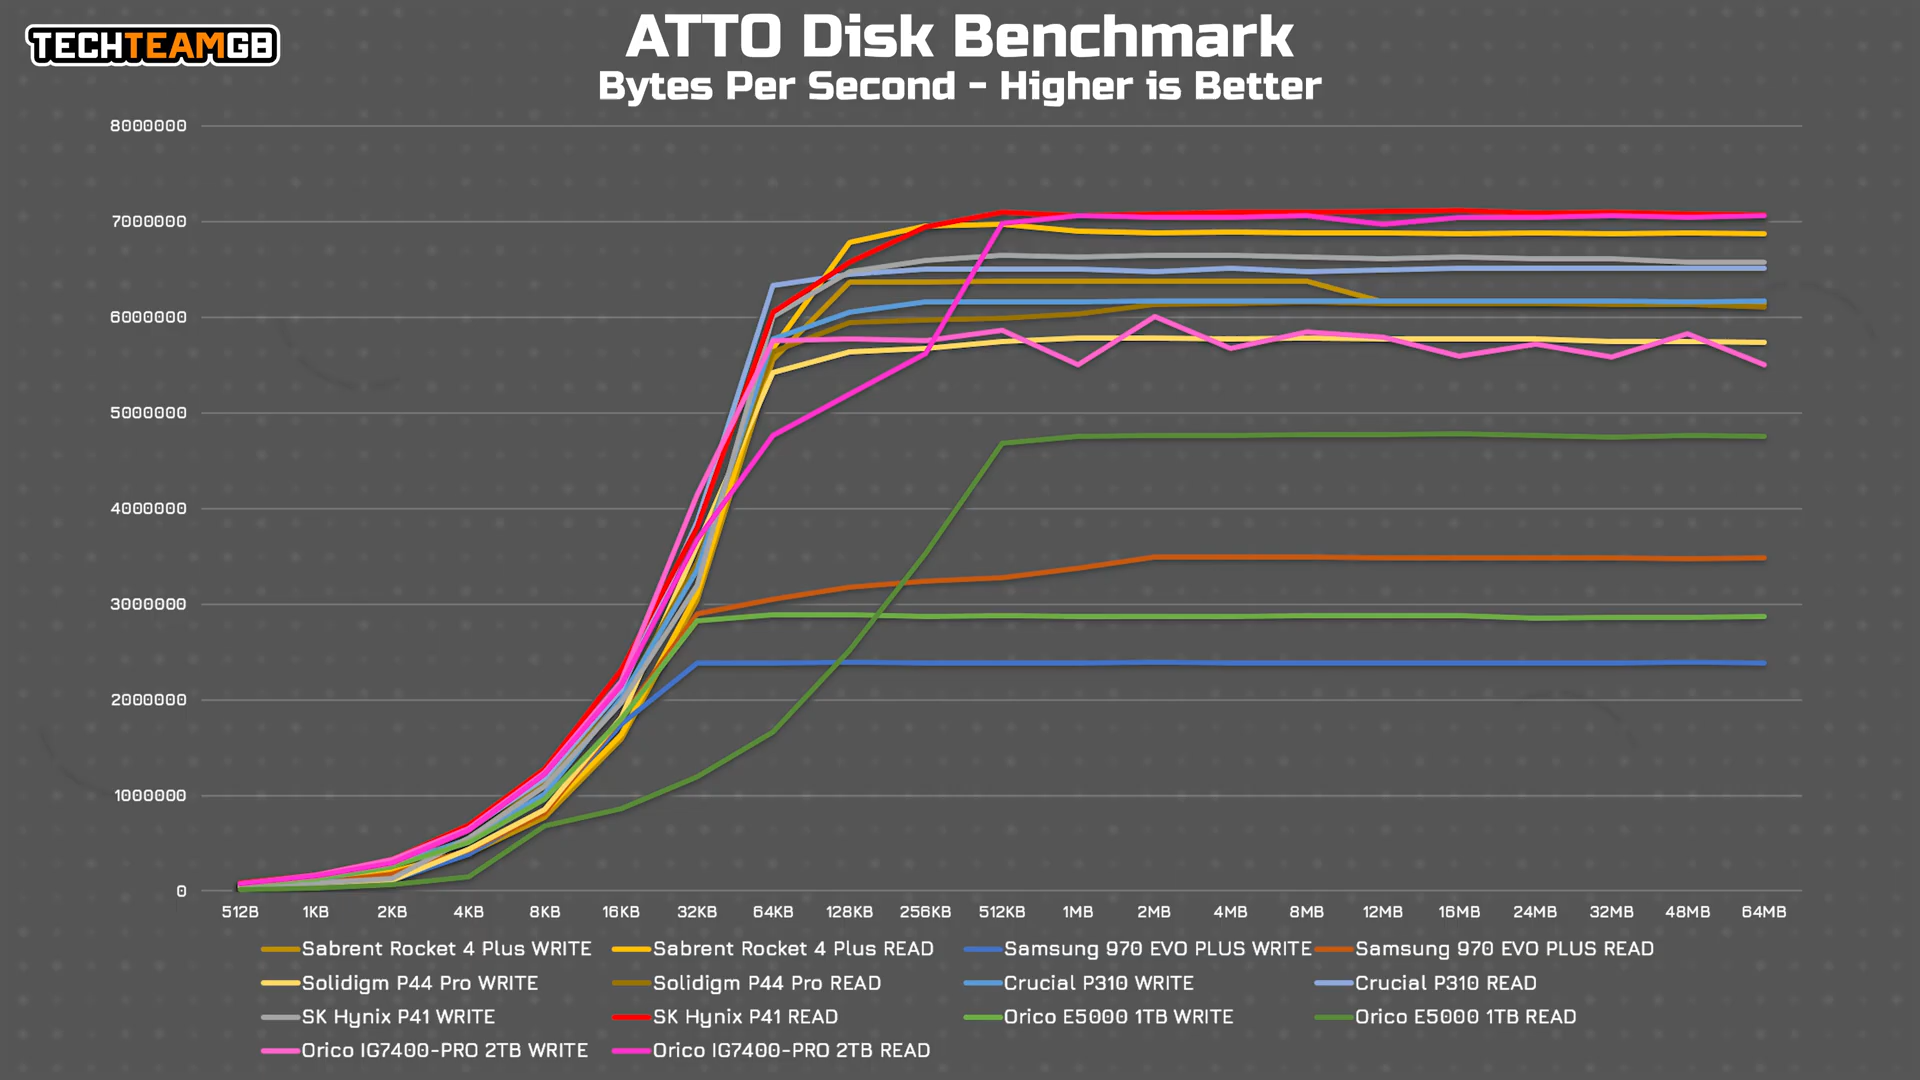 TECHTEAMGB
ATTO Disk Benchmark
Bytes Per Second - Higher is Better
8000000
7000000
6000000
5000000
4000000
3000000
2000000
1000000
0
512B 1KB 2KB 4KB 8KB 16KB 32KB 64KB 128KB 256KB 512KB 1MB 2MB 4MB 8MB 12MB 16MB 24MB 32MB 48MB 64MB
Sabrent Rocket 4 Plus WRITE Sabrent Rocket 4 Plus READ Samsung 970 EVO PLUS WRITE Samsung 970 EVO PLUS READ
Solidigm P44 Pro WRITE Solidigm P44 Pro READ Crucial P310 WRITE Crucial P310 READ
SK Hynix P41 WRITE SK Hynix P41 READ Orico E5000 1TB WRITE Orico E5000 1TB READ
Orico IG7400-PRO 2TB WRITE Orico IG7400-PRO 2TB READ